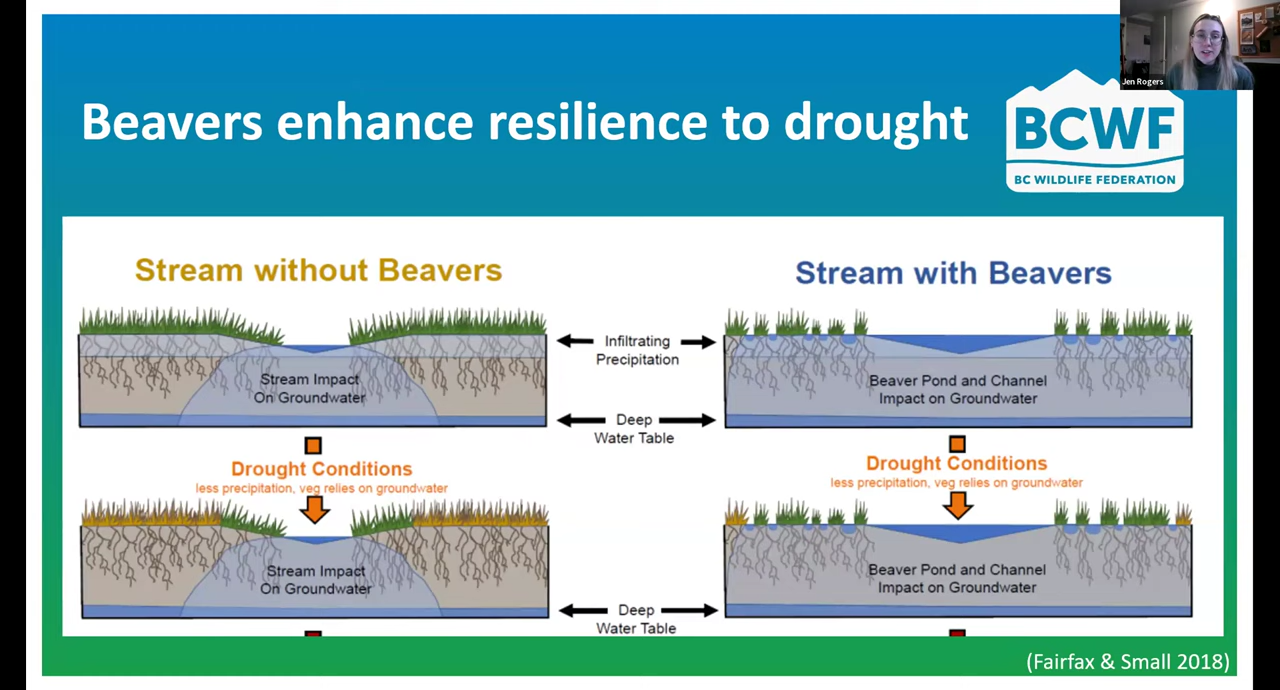 Jen Rogers
Beavers enhance resilience to drought
BCWF
BC WILDLIFE FEDERATION
Stream without Beavers
Stream with Beavers
Infiltrating
Precipitation
Stream Impact
On Groundwater
Beaver Pond and Channel
Impact on Groundwater
Deep
Water Table
Drought Conditions
less precipitation, veg relies on groundwater
Drought Conditions
less precipitation, veg relies on groundwater
Stream Impact
On Groundwater
Beaver Pond and Channel
Impact on Groundwater
Deep
Water Table
(Fairfax & Small 2018)